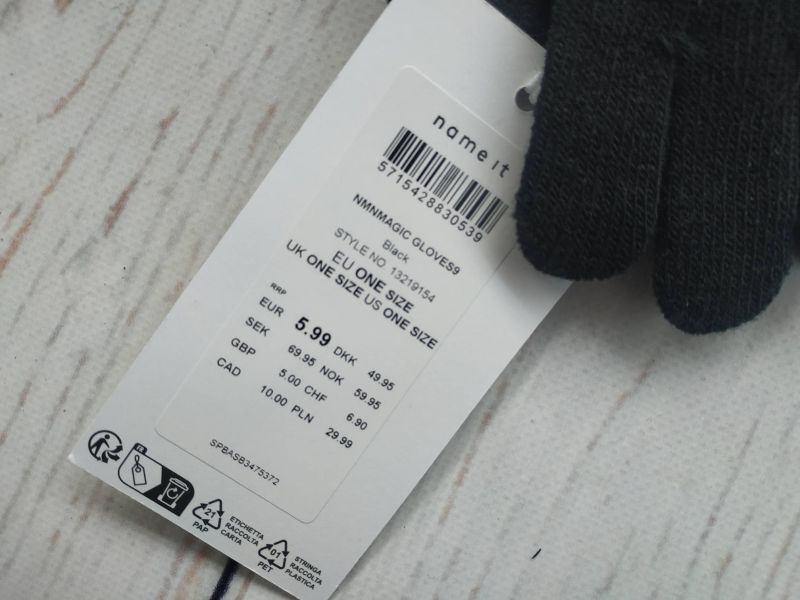 name it
5715428830539
NMNMAGIC GLOVES9
Black
STYLE NO 13219154
EU ONE SIZE
UK ONE SIZE US ONE SIZE
RRP
EUR 5.99 DKK 49.95
SEK 69.95 NOK 59.95
GBP 5.00 CHF 6.90
CAD 10.00 PLN 29.99
SPBASB3475372
FR
21
PAP
ETICHETTA
RACCOLTA
CARTA
01
PET
STRINGA
RACCOLTA
PLASTICA